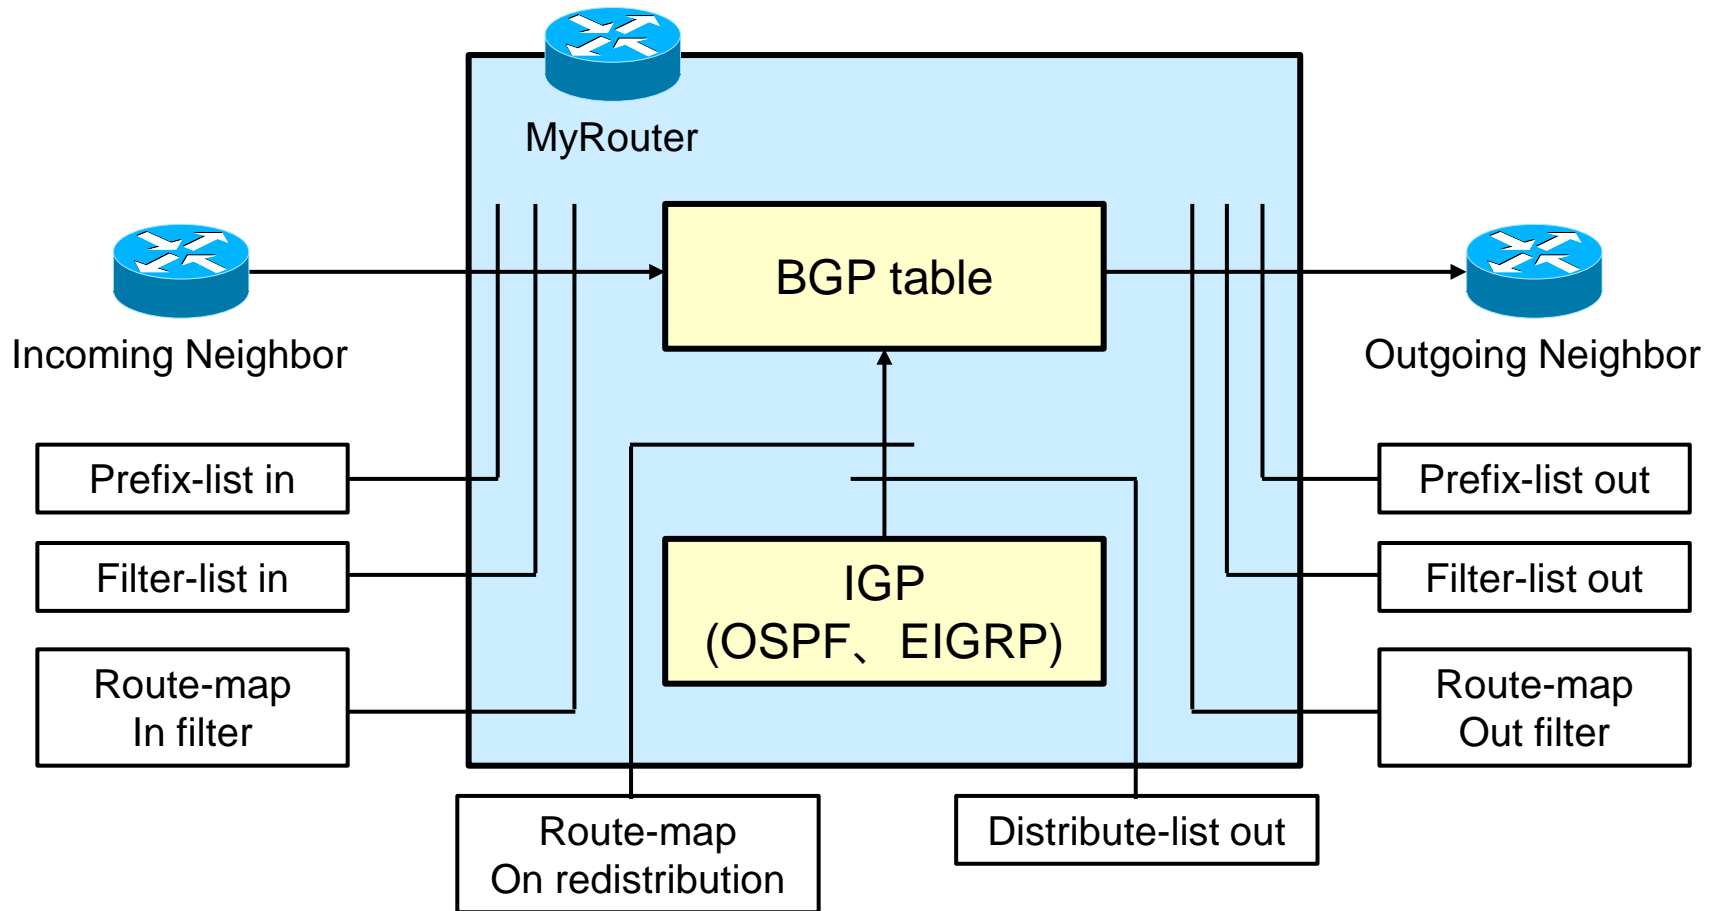 MyRouter
BGP table
Incoming Neighbor
Outgoing Neighbor
Prefix-list in
Prefix-list out
Filter-list in
IGP
(OSPF、EIGRP)
Filter-list out
Route-map
In filter
Route-map
Out filter
Route-map
On redistribution
Distribute-list out